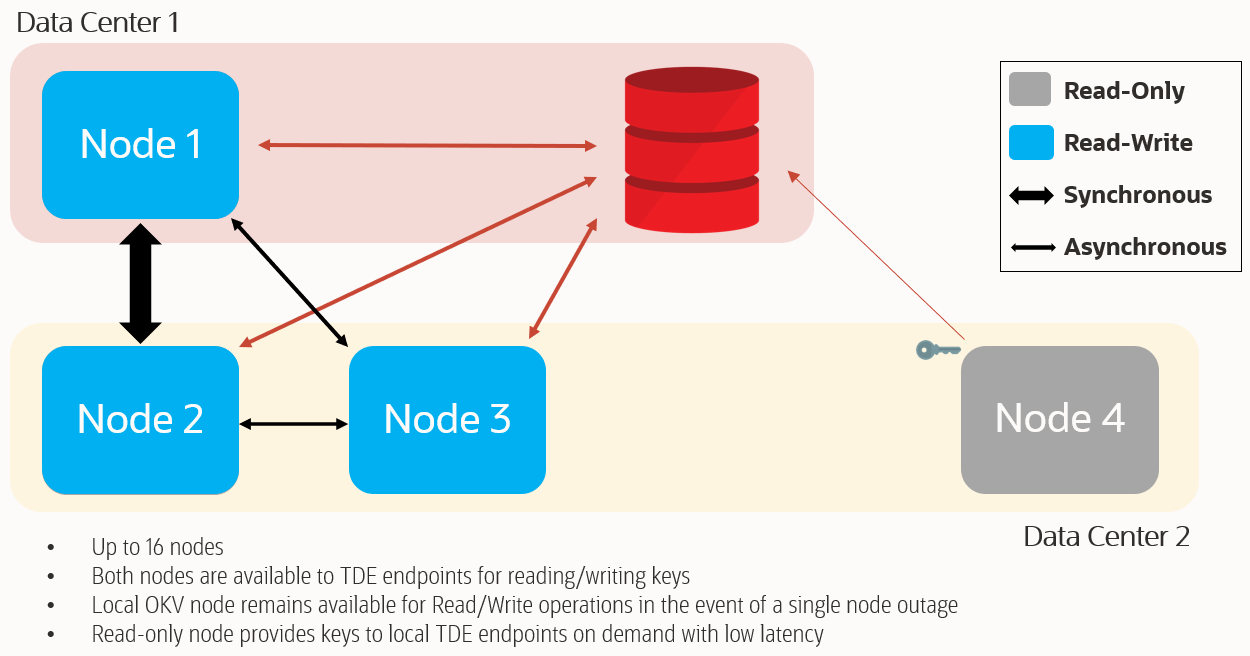 Data Center 1
Node 1
Read-Only
Read-Write
Synchronous
Asynchronous
Node 2
Node 3
Node 4
Data Center 2
• Up to 16 nodes
• Both nodes are available to TDE endpoints for reading/writing keys
• Local OKV node remains available for Read/Write operations in the event of a single node outage
• Read-only node provides keys to local TDE endpoints on demand with low latency